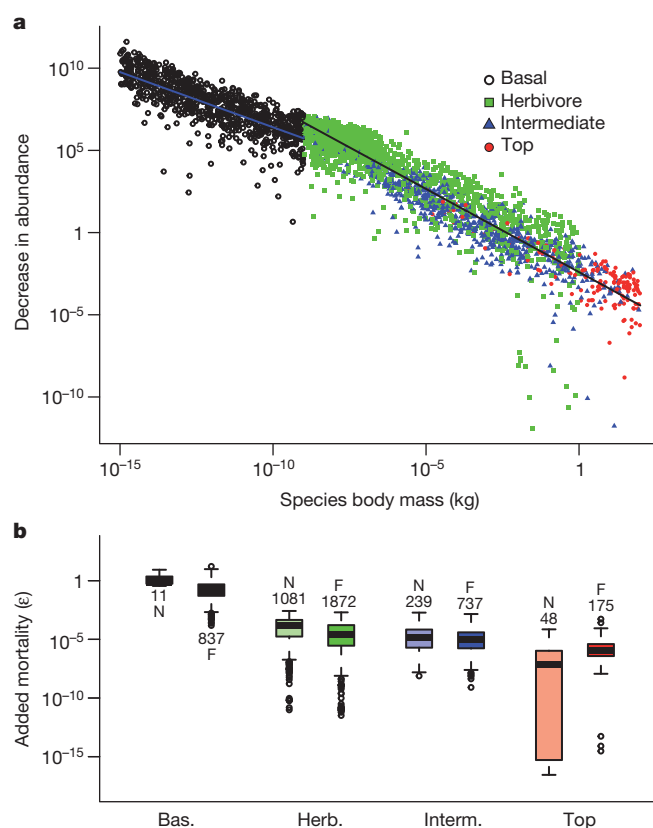 a
10^10
10^5
1
10^-5
10^-10
Decrease in abundance
Basal
Herbivore
Intermediate
Top
10^-15
10^-10
10^-5
1
Species body mass (kg)
b
Added mortality (ε)
1
10^-5
10^-10
10^-15
11
N
837
F
N
1081
F
1872
N
239
F
737
N
48
F
175
Bas.
Herb.
Interm.
Top